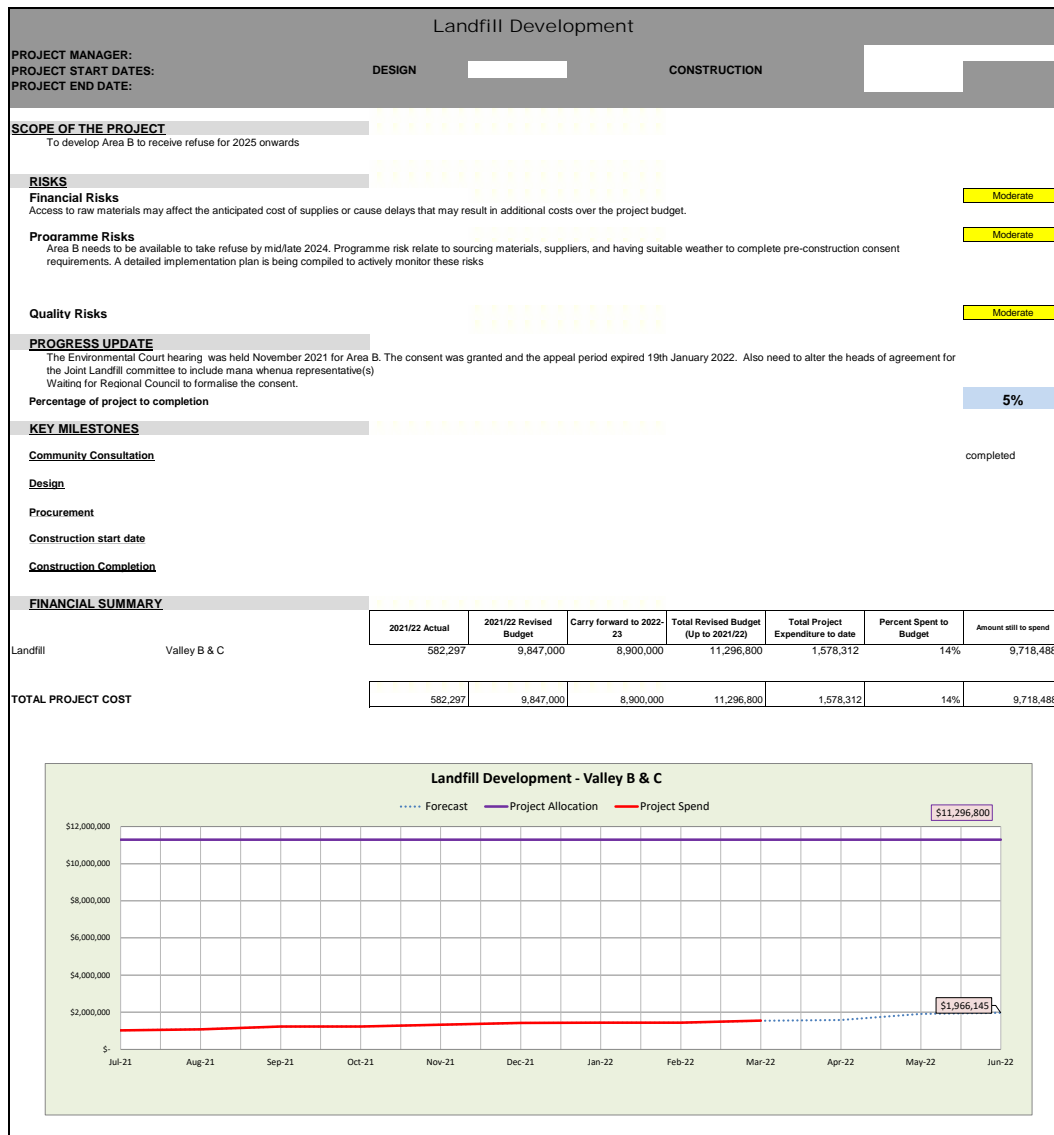 Landfill Development
PROJECT MANAGER:
PROJECT START DATES: DESIGN CONSTRUCTION
PROJECT END DATE:
SCOPE OF THE PROJECT
To develop Area B to receive refuse for 2025 onwards
RISKS
Financial Risks Moderate
Access to raw materials may affect the anticipated cost of supplies or cause delays that may result in additional costs over the project budget.
Programme Risks Moderate
Area B needs to be available to take refuse by mid/late 2024. Programme risk relate to sourcing materials, suppliers, and having suitable weather to complete pre-construction consent
requirements. A detailed implementation plan is being compiled to actively monitor these risks
Quality Risks Moderate
PROGRESS UPDATE
The Environmental Court hearing was held November 2021 for Area B. The consent was granted and the appeal period expired 19th January 2022. Also need to alter the heads of agreement for
the Joint Landfill committee to include mana whenua representative(s)
Waiting for Regional Council to formalise the consent.
Percentage of project to completion 5%
KEY MILESTONES
Community Consultation completed
Design
Procurement
Construction start date
Construction Completion
FINANCIAL SUMMARY
2021/22 Actual 2021/22 Revised Budget Carry forward to 2022-23 Total Revised Budget (Up to 2021/22) Total Project Expenditure to date Percent Spent to Budget Amount still to spend
Landfill Valley B & C 582,297 9,847,000 8,900,000 11,296,800 1,578,312 14% 9,718,488
TOTAL PROJECT COST 582,297 9,847,000 8,900,000 11,296,800 1,578,312 14% 9,718,488
Landfill Development - Valley B & C
Forecast Project Allocation Project Spend
$11,296,800
$12,000,000
$10,000,000
$8,000,000
$6,000,000
$4,000,000
$2,000,000
$1,966,145
$-
Jul-21 Aug-21 Sep-21 Oct-21 Nov-21 Dec-21 Jan-22 Feb-22 Mar-22 Apr-22 May-22 Jun-22